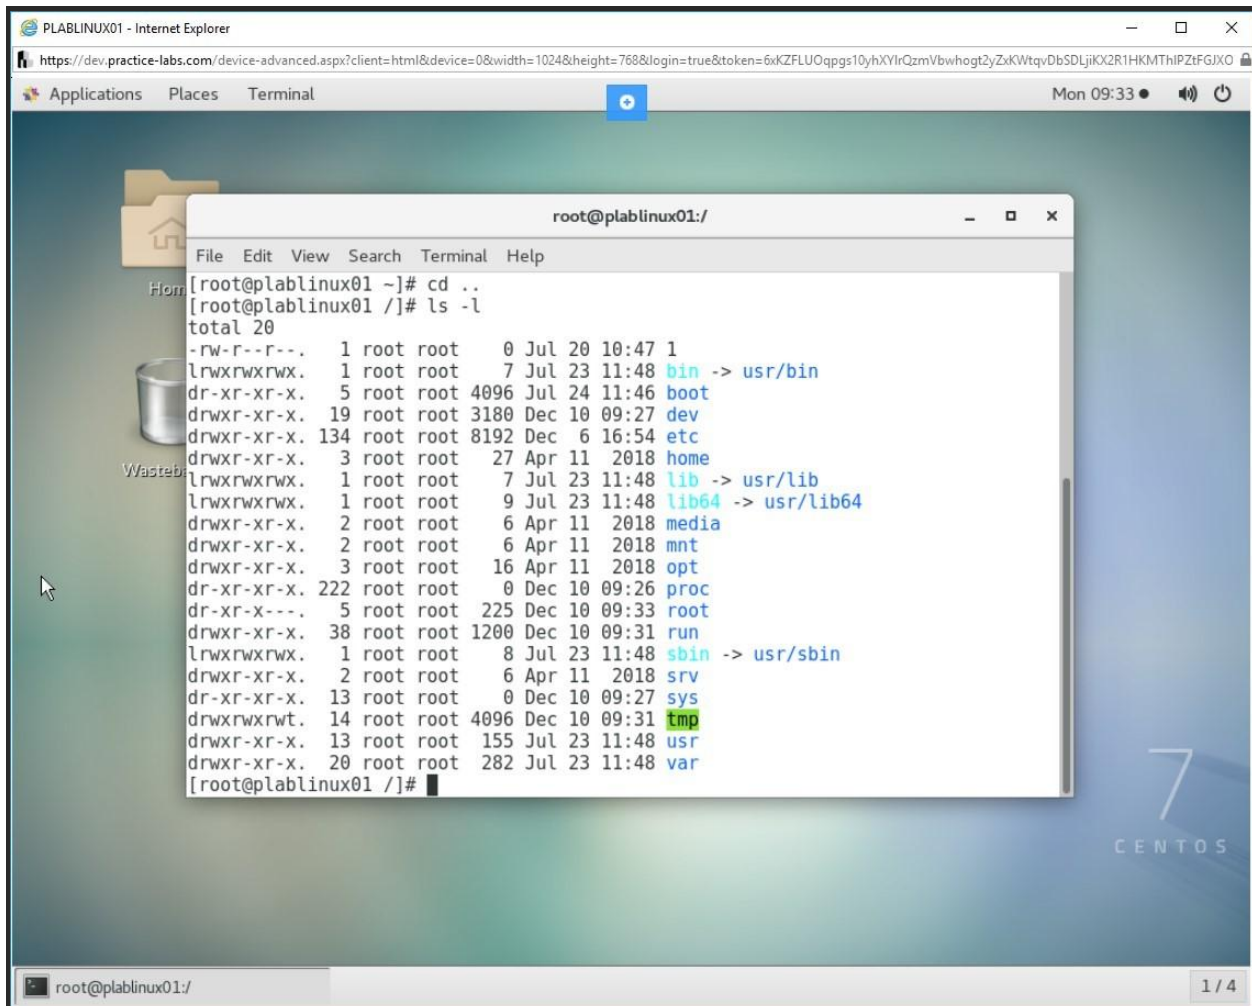 PLABLINUX01 - Internet Explorer
https://dev.practice-labs.com/device-advanced.aspx?client=html&device=0&width=1024&height=768&login=true&token=
Applications Places Terminal Mon 09:33
root@plablinux01:/
File Edit View Search Terminal Help
[root@plablinux01 ~]# cd ..
[root@plablinux01 /]# ls -l
total 20
-rw-r--r--.   1 root root    0 Jul 20 10:47 1
lrwxrwxrwx.   1 root root    7 Jul 23 11:48 bin -> usr/bin
dr-xr-xr-x.   5 root root 4096 Jul 24 11:46 boot
drwxr-xr-x.  19 root root 3180 Dec 10 09:27 dev
drwxr-xr-x. 134 root root 8192 Dec  6 16:54 etc
drwxr-xr-x.   3 root root   27 Apr 11  2018 home
lrwxrwxrwx.   1 root root    7 Jul 23 11:48 lib -> usr/lib
lrwxrwxrwx.   1 root root    9 Jul 23 11:48 lib64 -> usr/lib64
drwxr-xr-x.   2 root root    6 Apr 11  2018 media
drwxr-xr-x.   2 root root    6 Apr 11  2018 mnt
drwxr-xr-x.   3 root root   16 Apr 11  2018 opt
dr-xr-xr-x. 222 root root    0 Dec 10 09:26 proc
dr-xr-x---.   5 root root  225 Dec 10 09:33 root
drwxr-xr-x.  38 root root 1200 Dec 10 09:31 run
lrwxrwxrwx.   1 root root    8 Jul 23 11:48 sbin -> usr/sbin
drwxr-xr-x.   2 root root    6 Apr 11  2018 srv
dr-xr-xr-x.  13 root root    0 Dec 10 09:27 sys
drwxrwxrwt.  14 root root 4096 Dec 10 09:31 tmp
drwxr-xr-x.  13 root root  155 Jul 23 11:48 usr
drwxr-xr-x.  20 root root  282 Jul 23 11:48 var
[root@plablinux01 /]#
Hom
Wasteb
7
CENTOS
root@plablinux01:/ 1 / 4